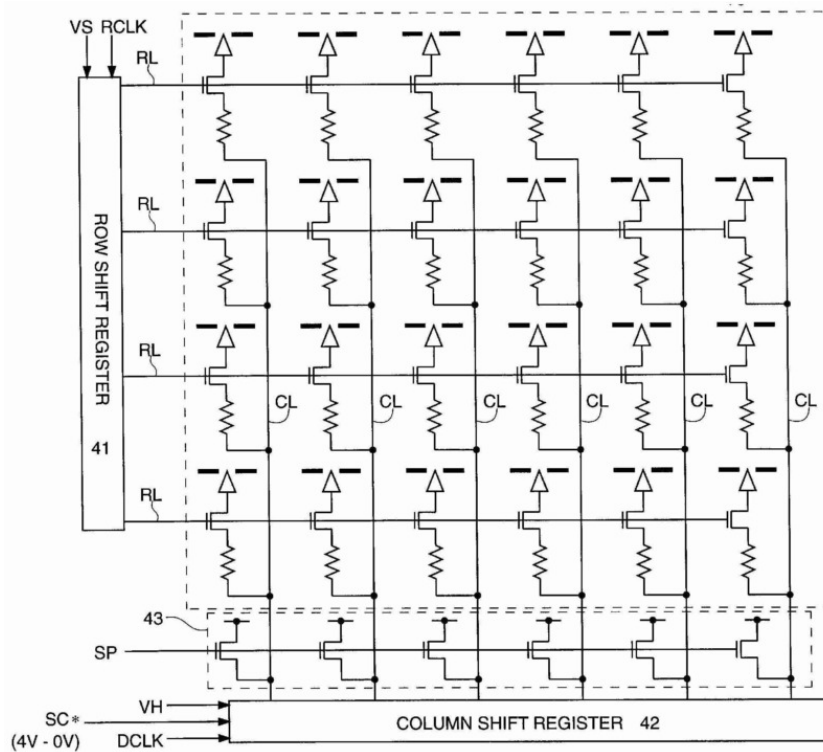 VS RCLK
RL
RL
ROW SHIFT REGISTER
RL
CL CL CL CL CL CL
41
RL
43
SP
VH
SC*
COLUMN SHIFT REGISTER 42
(4V - 0V)
DCLK